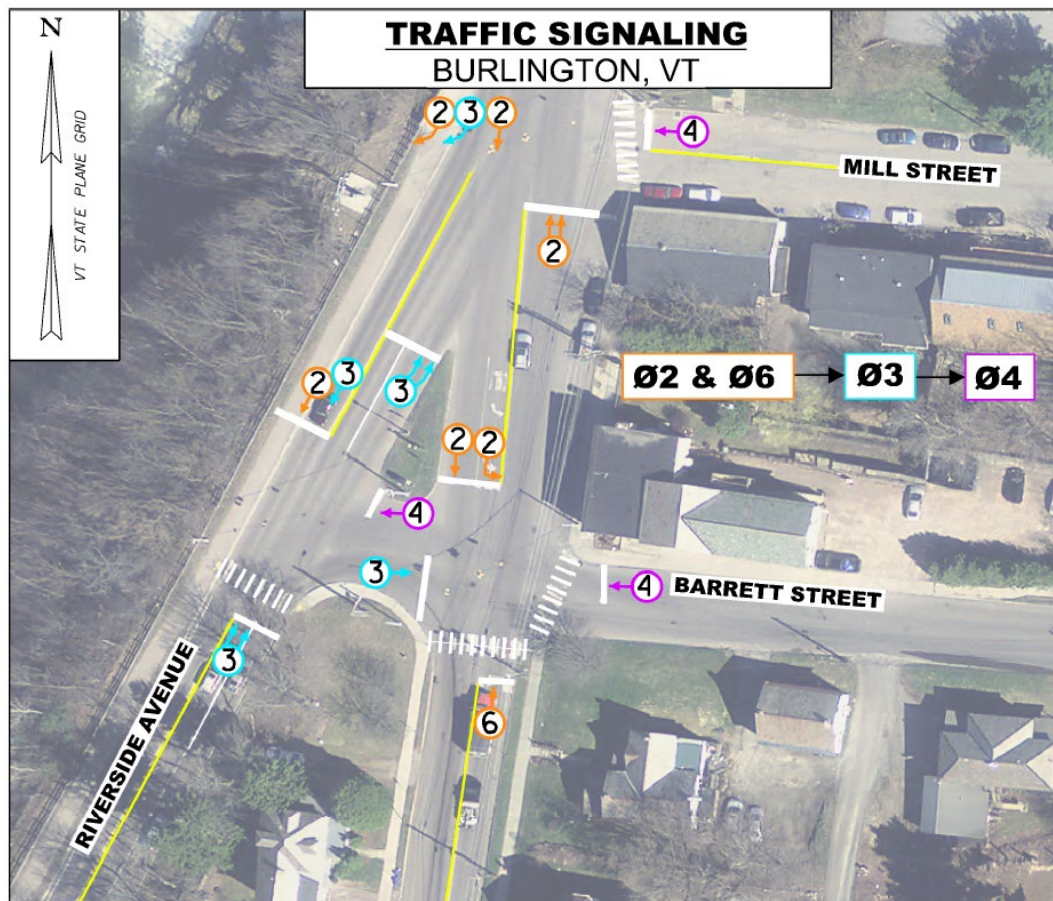 N
VT STATE PLANE GRID
TRAFFIC SIGNALING
BURLINGTON, VT
2
3
2
4
MILL STREET
2
Ø2 & Ø6
Ø3
Ø4
2
3
3
2
2
4
3
4
BARRETT STREET
3
6
RIVERSIDE AVENUE